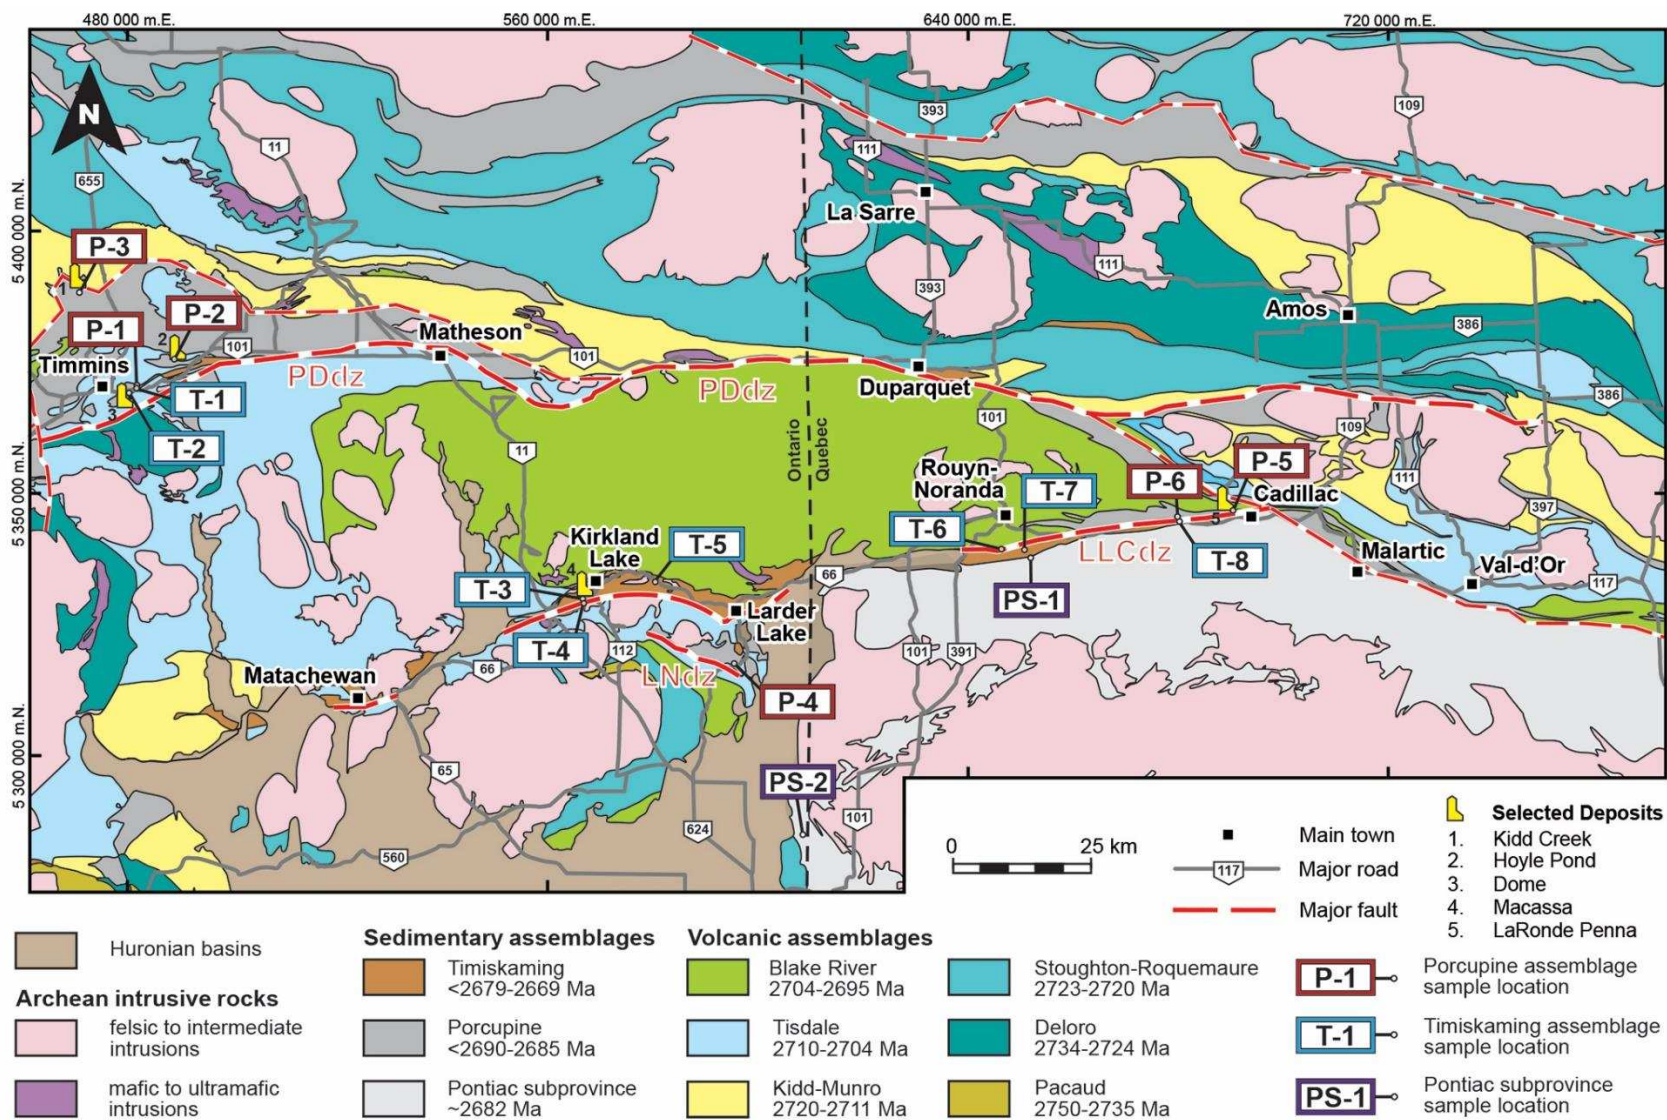 480 000 m.E.
560 000 m.E.
640 000 m.E.
720 000 m.E.
5 400 000 m.N.
5 350 000 m.N.
5 300 000 m.N.
N
655
11
393
111
109
La Sarre
P-3
1
111
393
Amos
386
P-1
P-2
2
101
Matheson
101
Timmins
PDdz
PDdz
Duparquet
3
T-1
386
T-2
101
109
11
Ontario
Quebec
Rouyn-
Noranda
T-7
P-6
P-5
111
Cadillac
5
397
T-6
Kirkland
Lake
T-5
LLCdz
Malartic
4
T-3
66
T-8
Val-d'Or
117
PS-1
Larder
Lake
T-4
112
101
391
66
Matachewan
LNdz
P-4
65
PS-2
101
624
560
0
25 km
Main town
117
Major road
Major fault
Selected Deposits
1. Kidd Creek
2. Hoyle Pond
3. Dome
4. Macassa
5. LaRonde Penna
Huronian basins
Archean intrusive rocks
felsic to intermediate
intrusions
mafic to ultramafic
intrusions
Sedimentary assemblages
Timiskaming
<2679-2669 Ma
Porcupine
<2690-2685 Ma
Pontiac subprovince
~2682 Ma
Volcanic assemblages
Blake River
2704-2695 Ma
Tisdale
2710-2704 Ma
Kidd-Munro
2720-2711 Ma
Stoughton-Roquemaure
2723-2720 Ma
Deloro
2734-2724 Ma
Pacaud
2750-2735 Ma
P-1
Porcupine assemblage
sample location
T-1
Timiskaming assemblage
sample location
PS-1
Pontiac subprovince
sample location